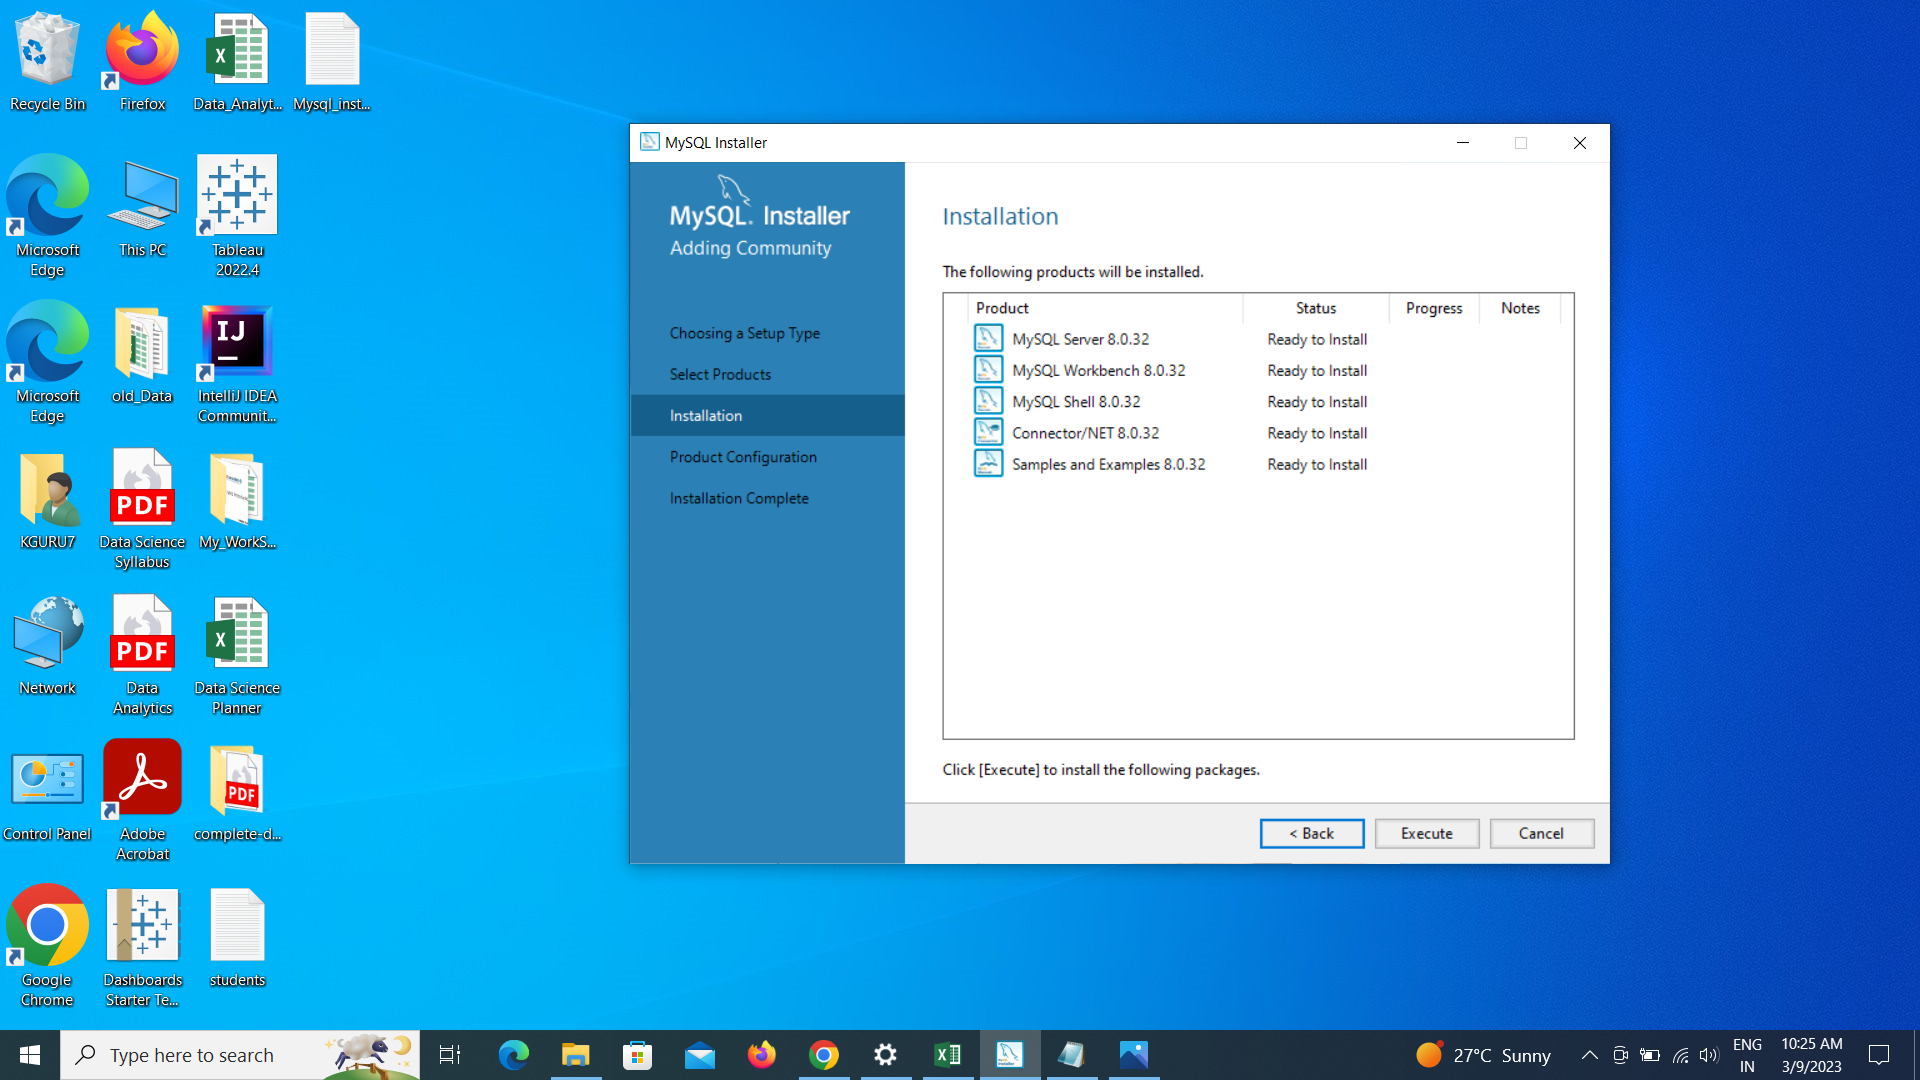 Recycle Bin
Firefox
Data_Analyt...
Mysql_inst...
Microsoft
Edge
This PC
Tableau
2022.4
Microsoft
Edge
old_Data
IJ
IntelliJ IDEA
Communit...
KGURU7
PDF
Data Science
Syllabus
My_WorkS...
Network
PDF
Data
Analytics
Data Science
Planner
Control Panel
Adobe
Acrobat
PDF
complete-d...
Google
Chrome
Dashboards
Starter Te...
students
MySQL Installer
MySQL. Installer
Adding Community
Choosing a Setup Type
Select Products
Installation
Product Configuration
Installation Complete
Installation
The following products will be installed.
Product Status Progress Notes
MySQL Server 8.0.32 Ready to Install
MySQL Workbench 8.0.32 Ready to Install
MySQL Shell 8.0.32 Ready to Install
Connector/NET 8.0.32 Ready to Install
Samples and Examples 8.0.32 Ready to Install
Click [Execute] to install the following packages.
< Back Execute Cancel
Type here to search
27°C Sunny
ENG
IN
10:25 AM
3/9/2023